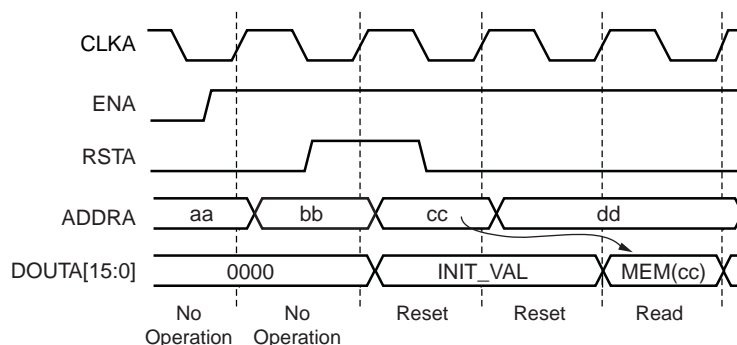 CLKA
ENA
RSTA
ADDRA aa bb cc dd
DOUTA[15:0] 0000 INIT_VAL MEM(cc)
No Operation No Operation Reset Reset Read